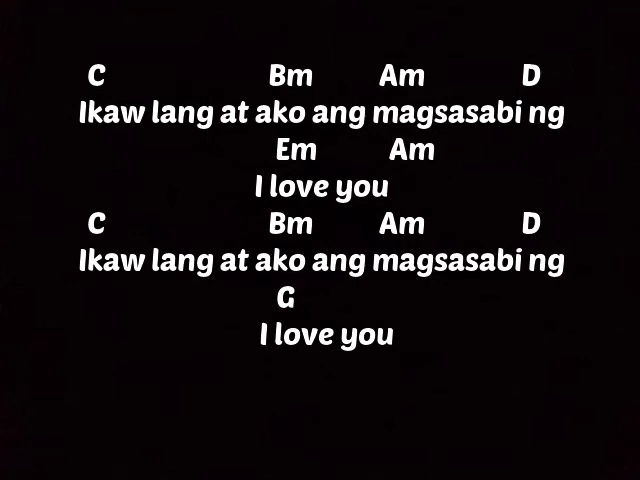 C Bm Am D
Ikaw lang at ako ang magsasabi ng
Em Am
I love you
C Bm Am D
Ikaw lang at ako ang magsasabi ng
G
I love you